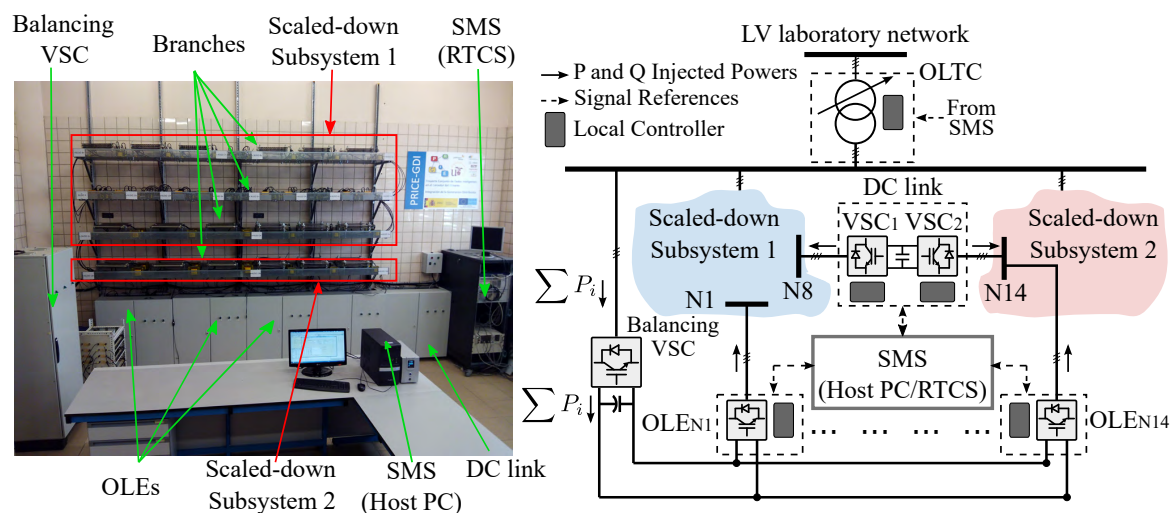 Balancing
VSC
Branches
Scaled-down
Subsystem 1
SMS
(RTCS)
PRICE-GDI
OLEs
Scaled-down
Subsystem 2
SMS
(Host PC)
DC link
LV laboratory network
P and Q Injected Powers
Signal References
Local Controller
OLTC
From
SMS
DC link
Scaled-down
Subsystem 1
VSC1 VSC2
Scaled-down
Subsystem 2
N8
N14
N1
∑ Pi
Balancing
VSC
SMS
(Host PC/RTCS)
∑ Pi
OLEN1
... ... ... ...
OLEN14